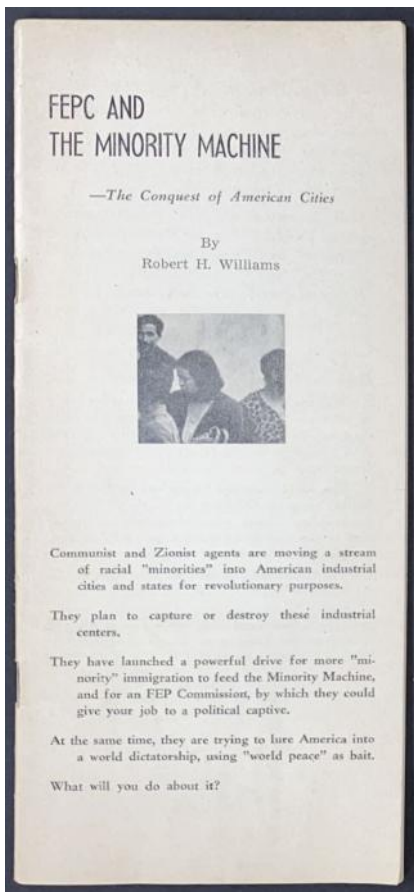 FEPC AND
THE MINORITY MACHINE
—The Conquest of American Cities
By
Robert H. Williams
Communist and Zionist agents are moving a stream
of racial "minorities" into American industrial
cities and states for revolutionary purposes.
They plan to capture or destroy these industrial
centers.
They have launched a powerful drive for more "mi-
nority" immigration to feed the Minority Machine,
and for an FEP Commission, by which they could
give your job to a political captive.
At the same time, they are trying to lure America into
a world dictatorship, using "world peace" as bait.
What will you do about it?